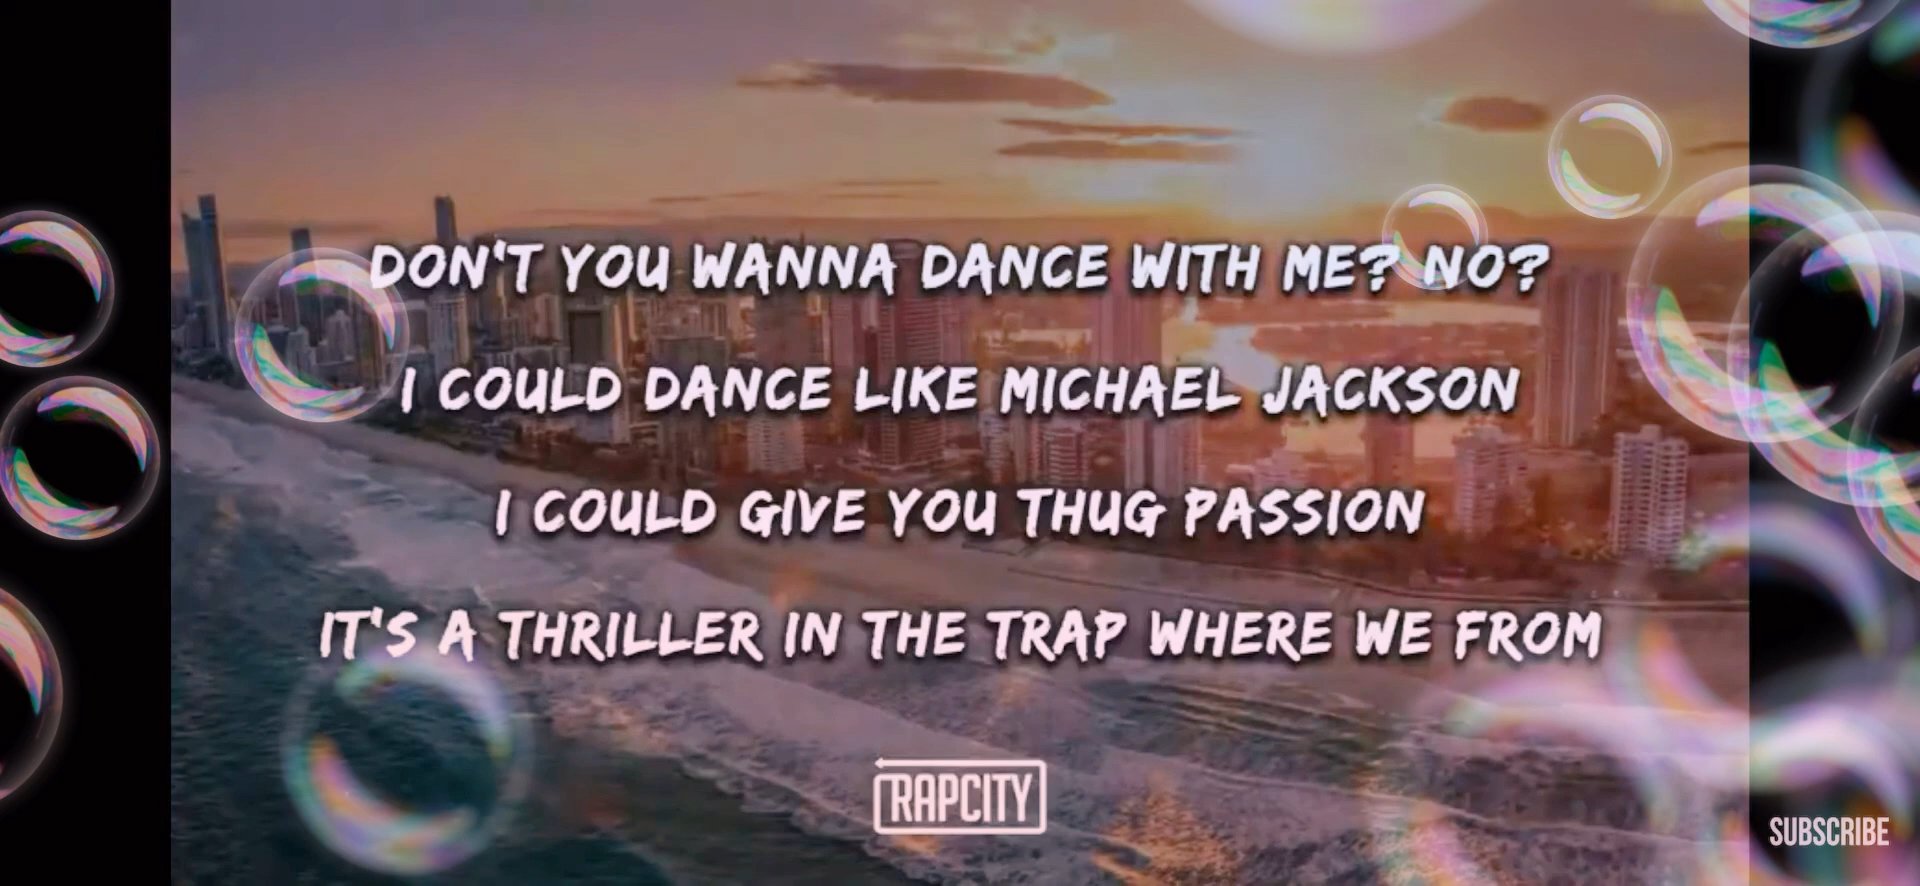 DON'T YOU WANNA DANCE WITH ME? NO?
I COULD DANCE LIKE MICHAEL JACKSON
I COULD GIVE YOU THUG PASSION
IT'S A THRILLER IN THE TRAP WHERE WE FROM
RAPCITY
SUBSCRIBE